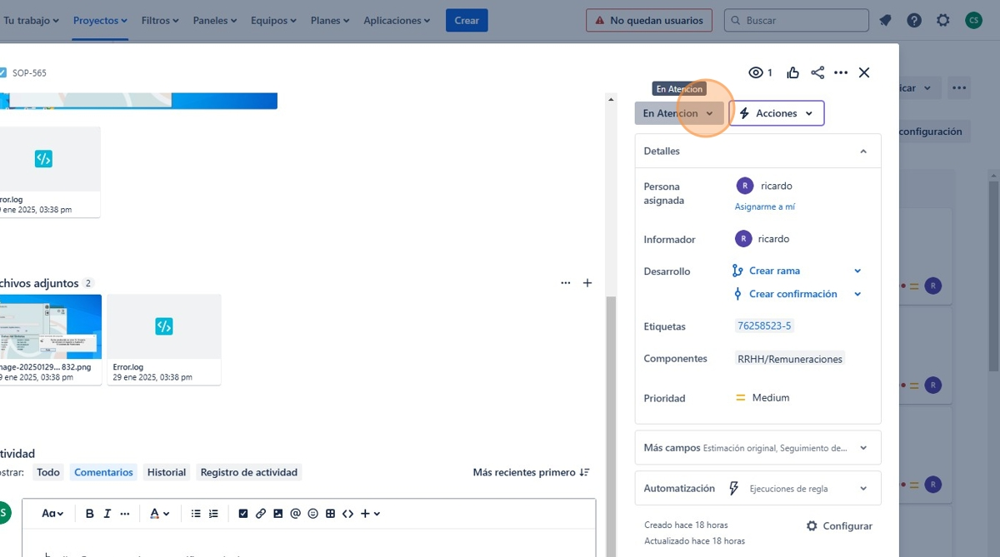 Tu trabajo
Proyectos
Filtros
Paneles
Equipos
Planes
Aplicaciones
Crear
No quedan usuarios
Buscar
CS
SOP-565
1
icar
En Atencion
En Atencion
Acciones
configuración
Detalles
Persona asignada
R
ricardo
Asignarme a mí
Informador
R
ricardo
Desarrollo
Crear rama
Crear confirmación
Etiquetas
76258523-5
Componentes
RRHH/Remuneraciones
Prioridad
Medium
Más campos
Estimación original, Seguimiento de...
Automatización
Ejecuciones de regla
Creado hace 18 horas
Actualizado hace 18 horas
Configurar
ror.log
9 ene 2025, 03:38 pm
chivos adjuntos 2
mage-20250129... 832.png
9 ene 2025, 03:38 pm
Error.log
29 ene 2025, 03:38 pm
tividad
strar:
Todo
Comentarios
Historial
Registro de actividad
Más recientes primero
S
Aa
B
I
A
R
R
R